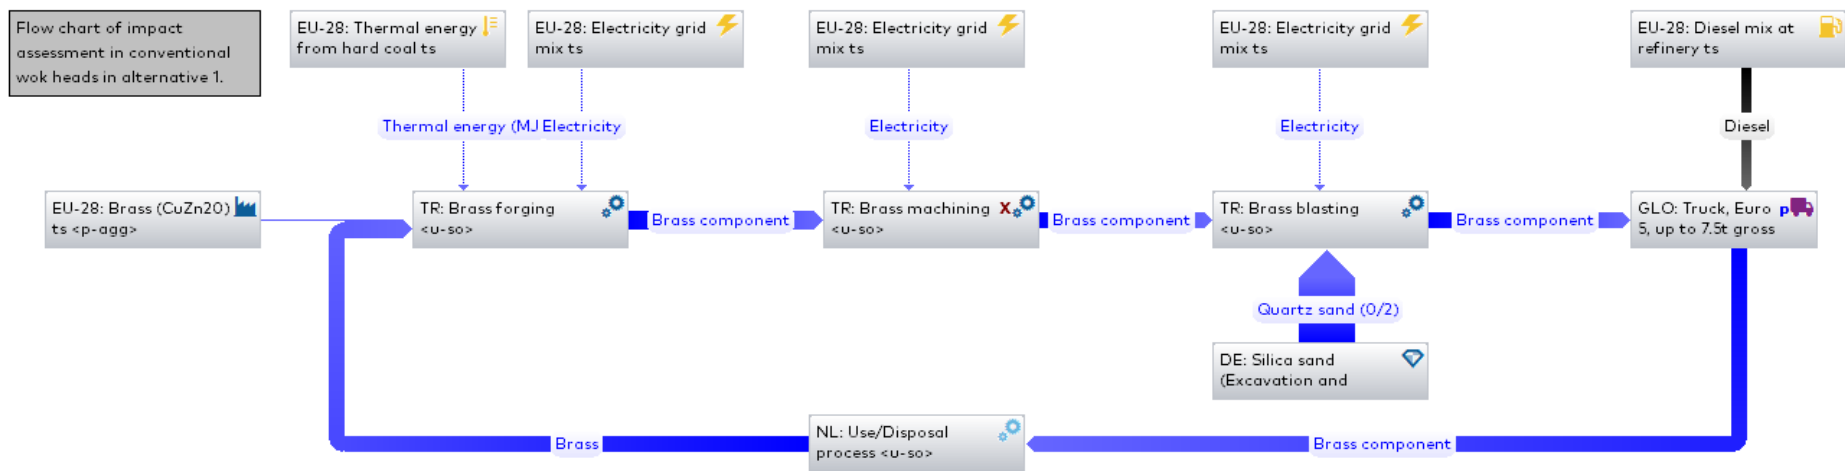 Flow chart of impact
assessment in conventional
wok heads in alternative 1.
EU-28: Thermal energy
from hard coal ts
EU-28: Electricity grid
mix ts
EU-28: Electricity grid
mix ts
EU-28: Electricity grid
mix ts
EU-28: Diesel mix at
refinery ts
Thermal energy (MJ
Electricity
Electricity
Electricity
Diesel
EU-28: Brass (CuZn20)
ts <p-agg>
TR: Brass forging
<u-so>
Brass component
TR: Brass machining X
<u-so>
Brass component
TR: Brass blasting
<u-so>
Brass component
GLO: Truck, Euro p
5, up to 7.5t gross
Quartz sand (0/2)
DE: Silica sand
(Excavation and
Brass
NL: Use/Disposal
process <u-so>
Brass component